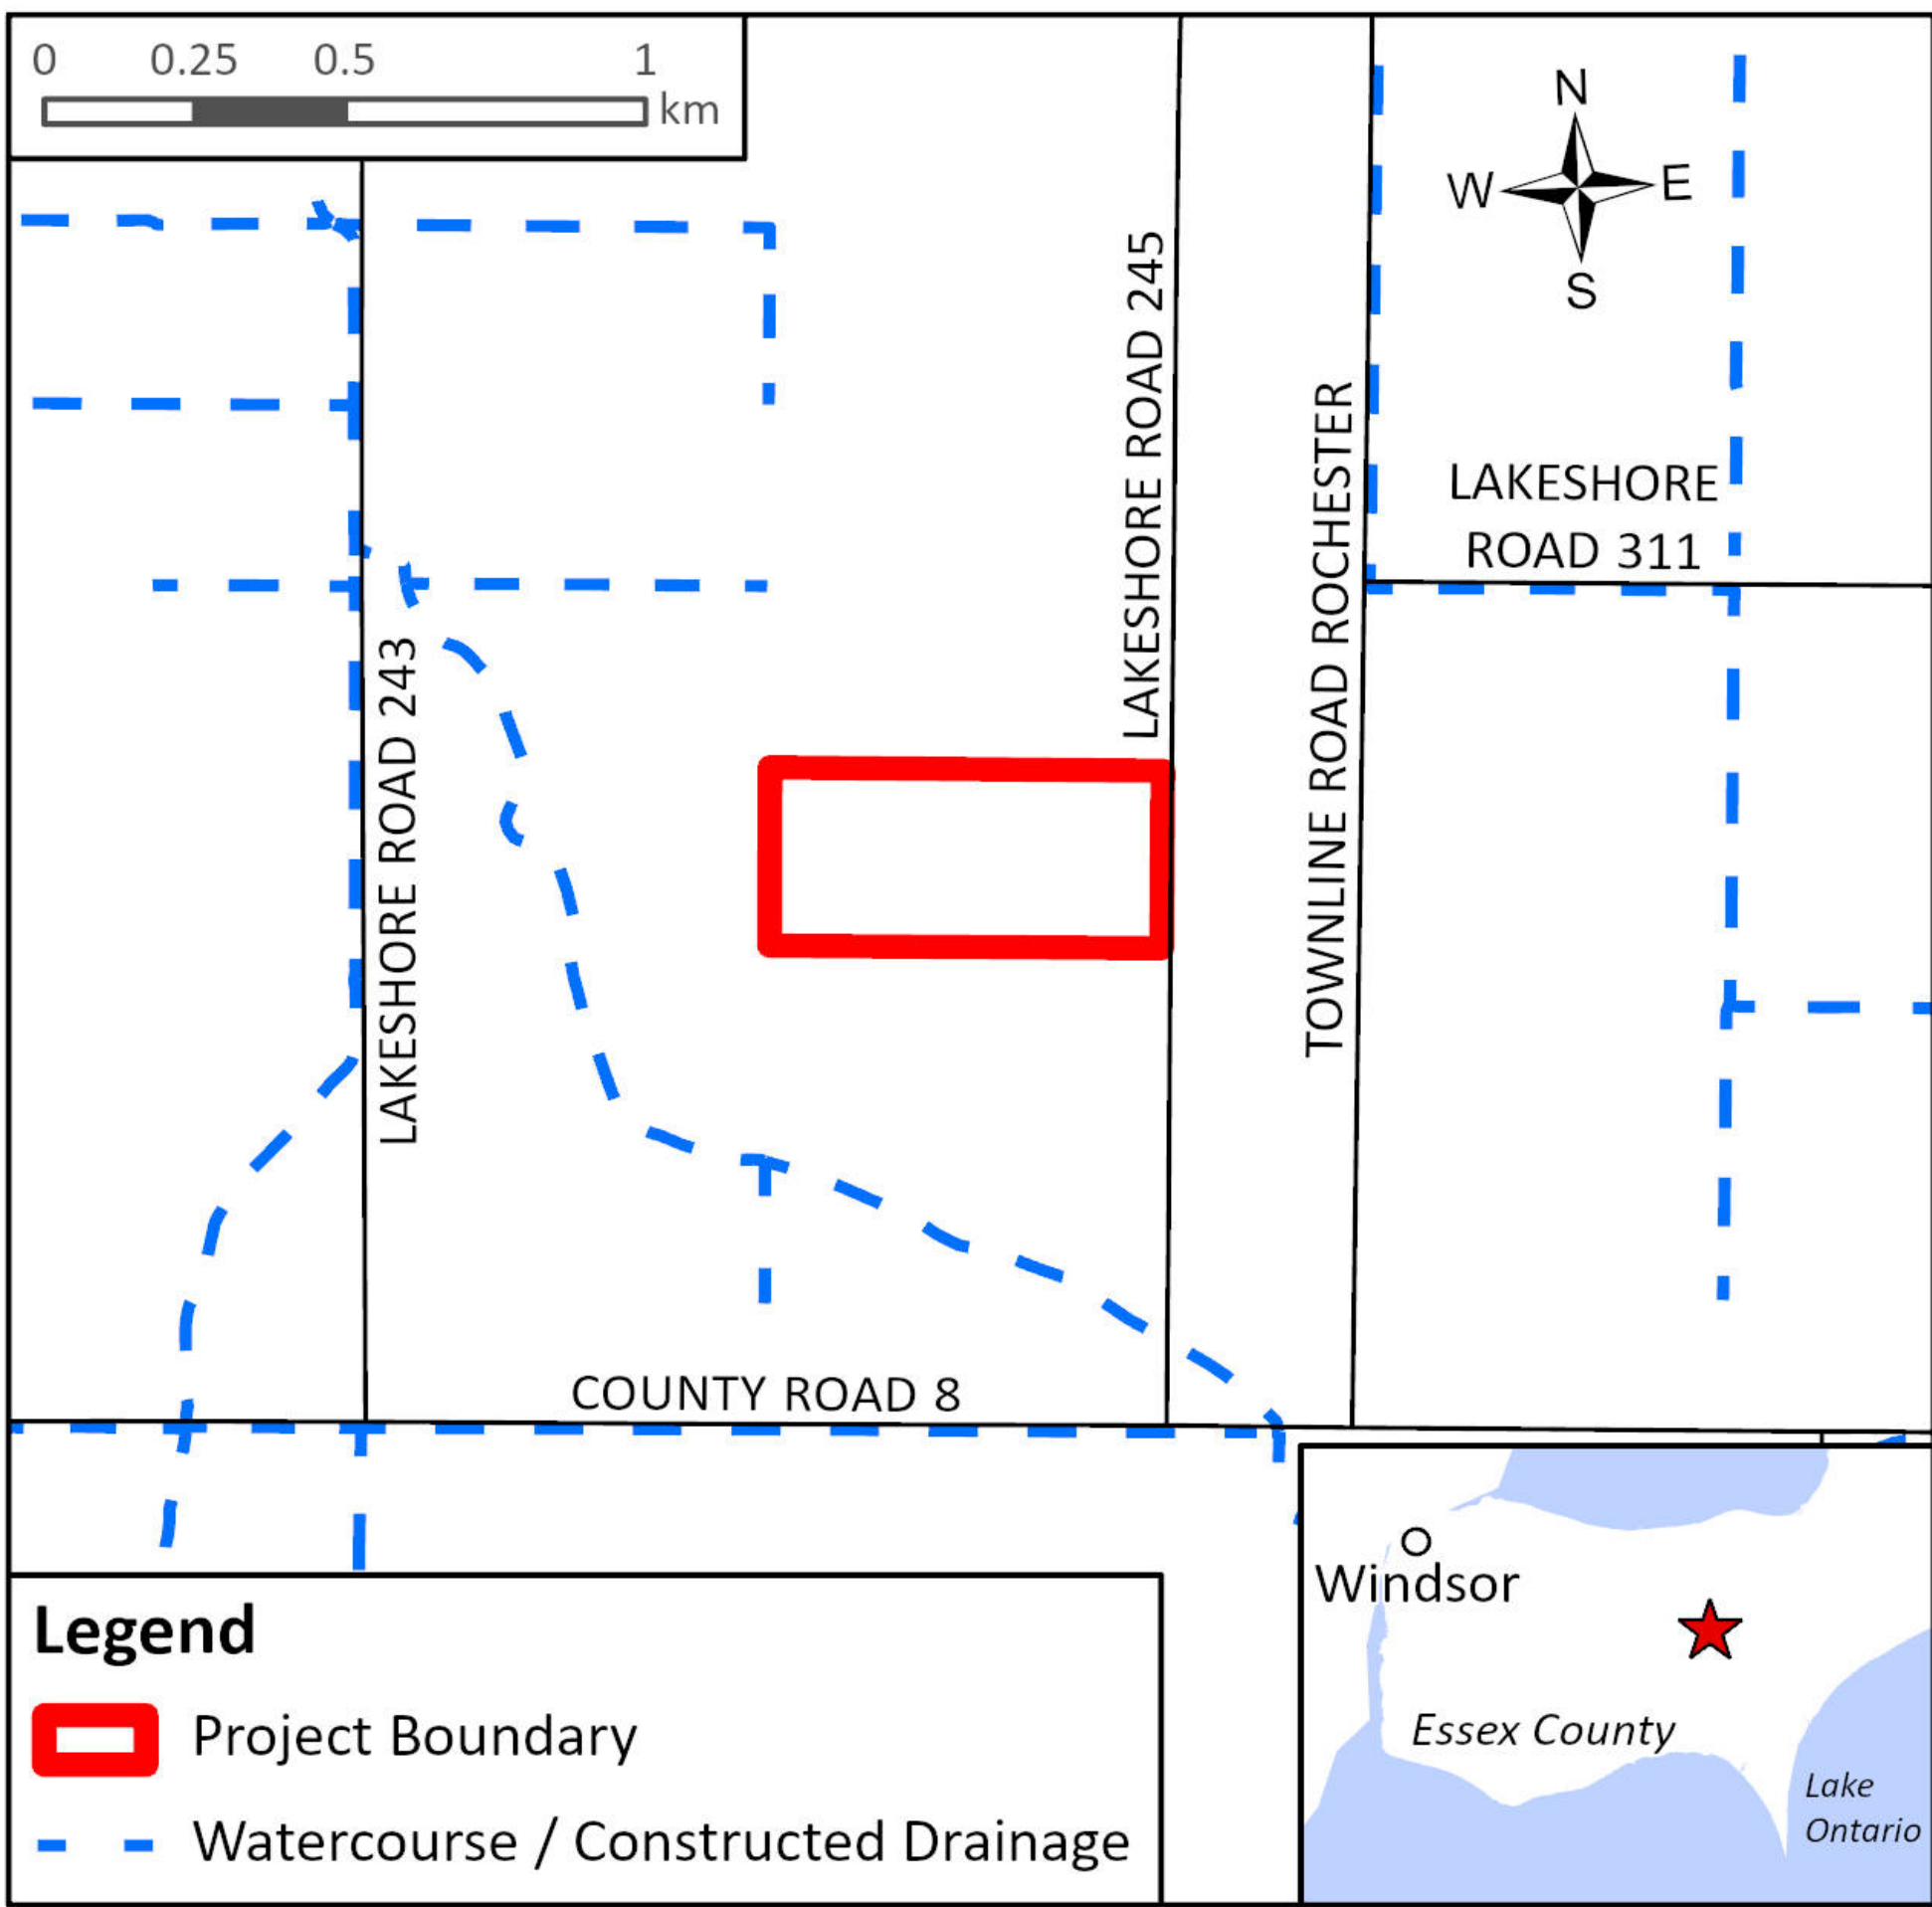 0 0.25 0.5 1
km
N
W E
S
LAKESHORE ROAD 245
TOWNLINE ROAD ROCHESTER
LAKESHORE
ROAD 311
LAKESHORE ROAD 243
COUNTY ROAD 8
Windsor
Essex County
Lake
Ontario
Legend
Project Boundary
Watercourse / Constructed Drainage